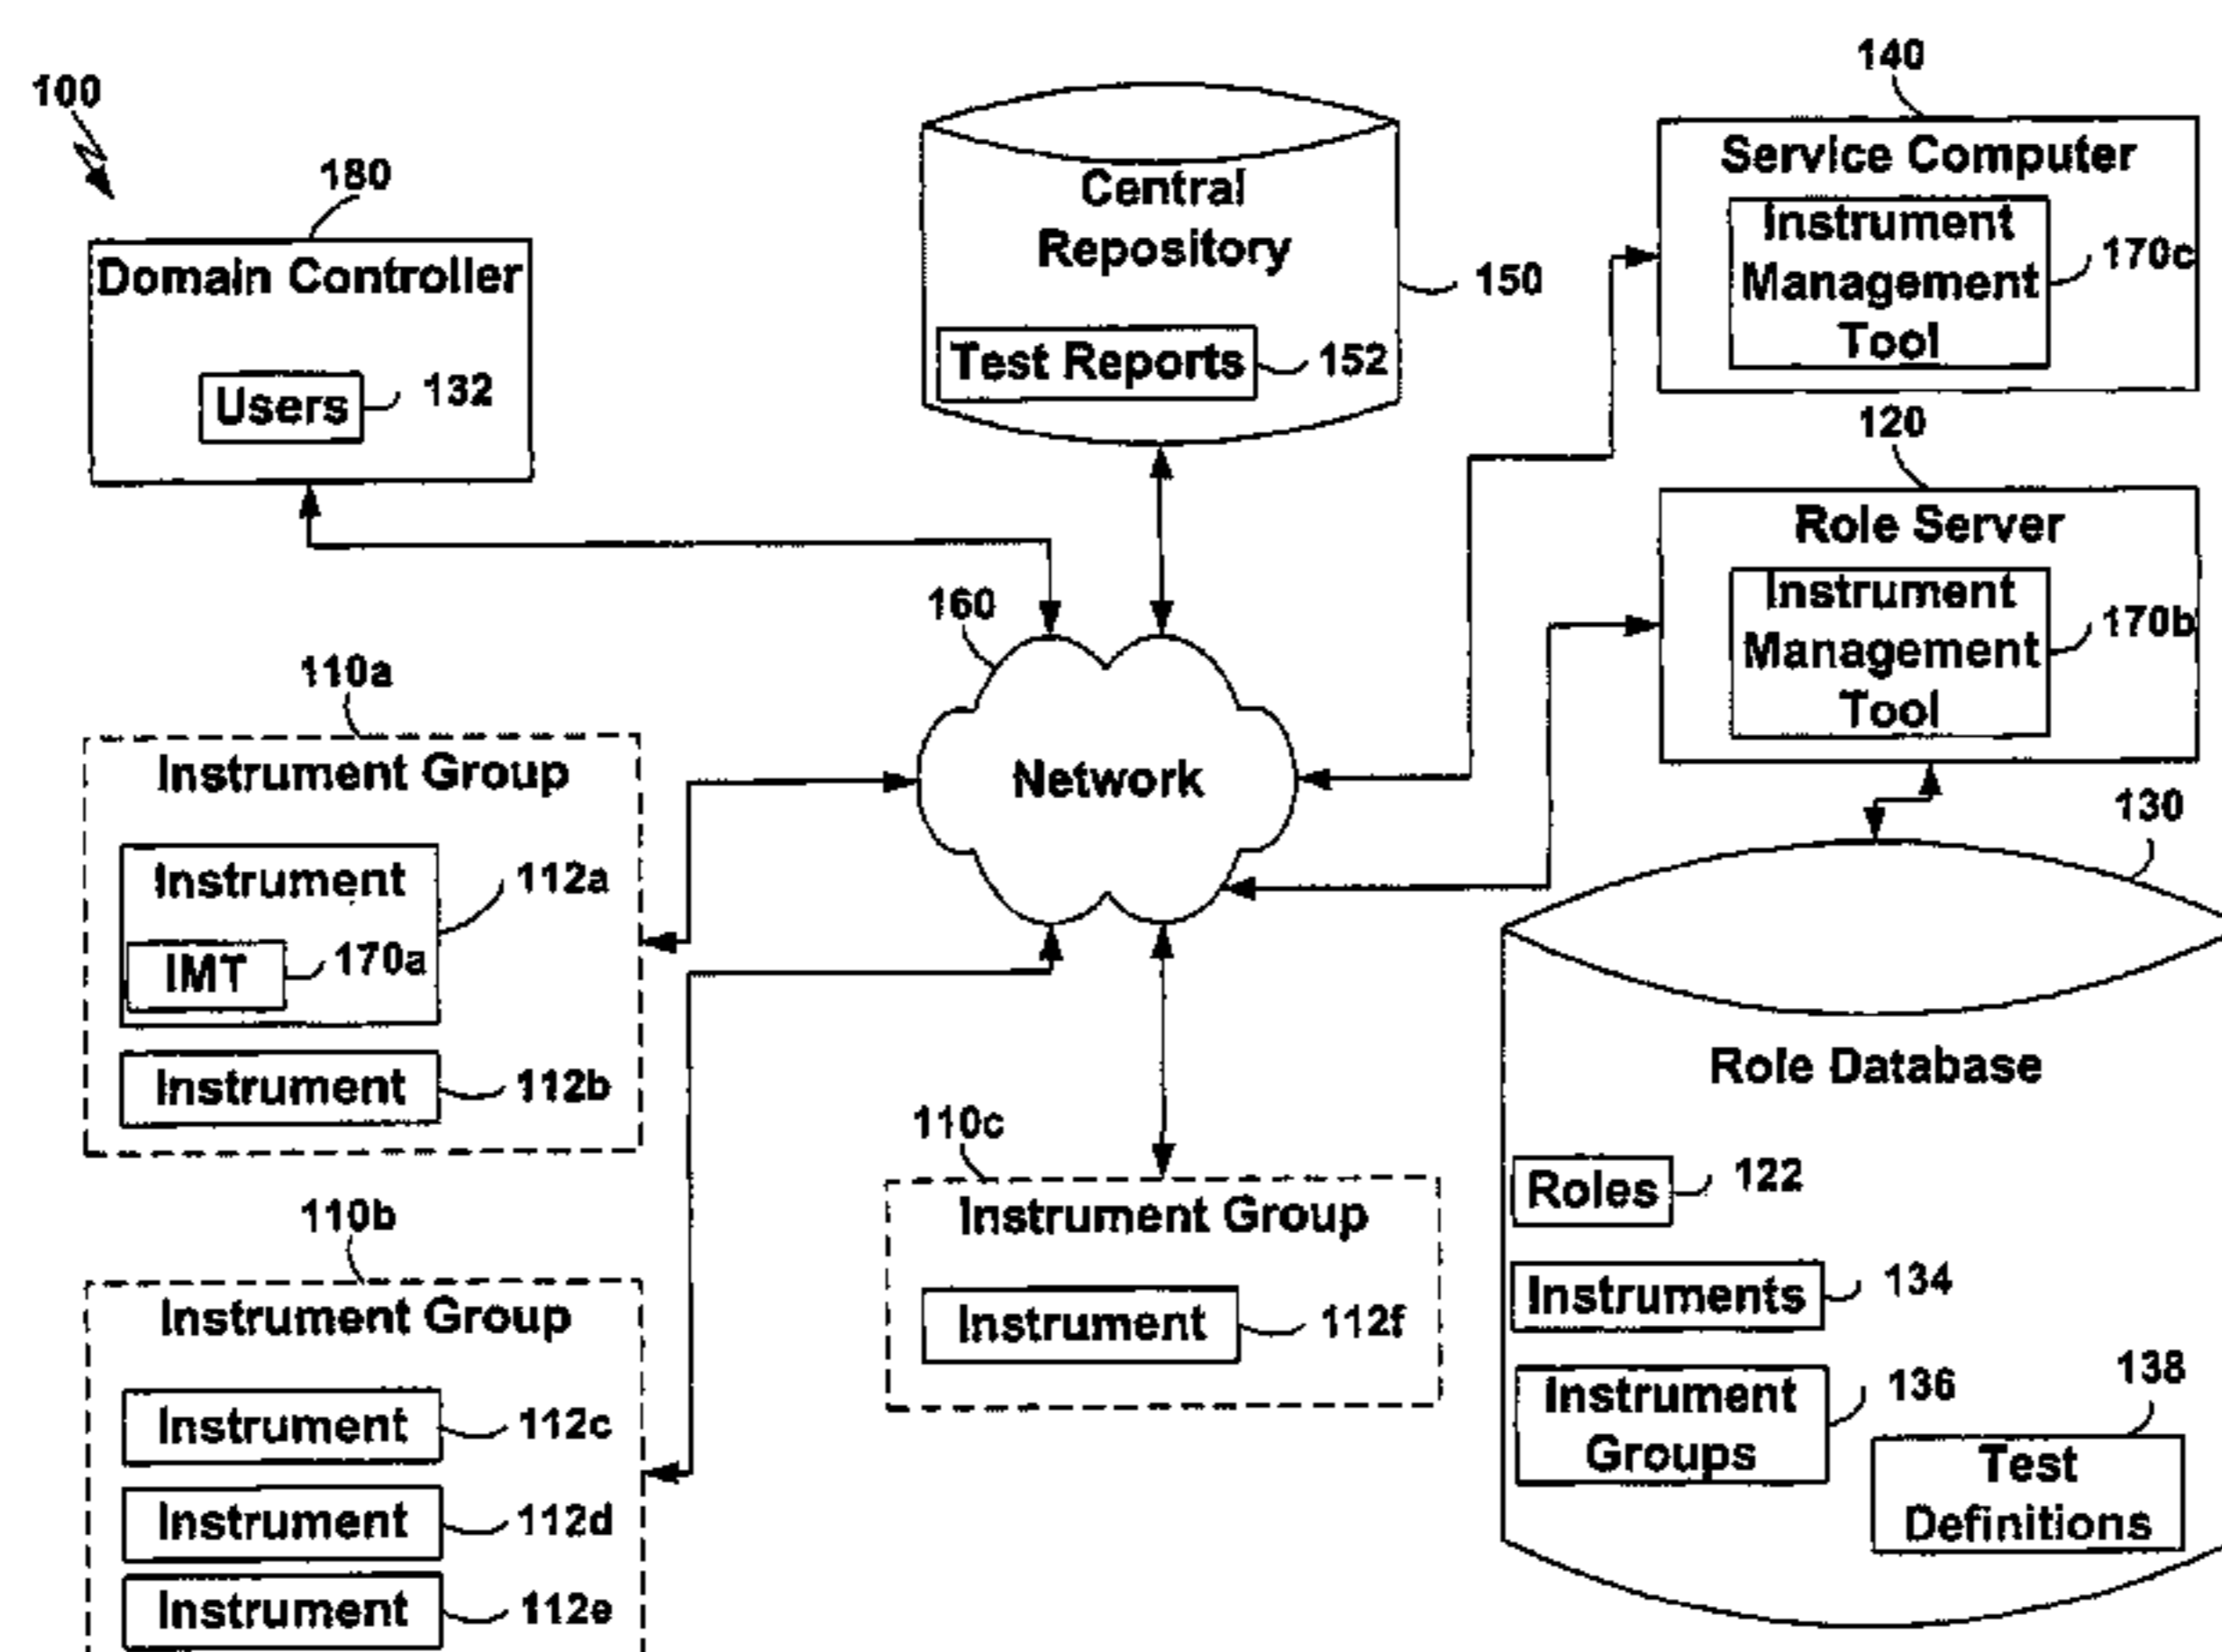 100
180
Domain Controller
Users
132
Central
Repository
150
Test Reports
152
140
Service Computer
Instrument
Management
Tool
170c
120
Role Server
Instrument
Management
Tool
170b
160
Network
110a
Instrument Group
Instrument
112a
IMT
170a
Instrument
112b
110b
Instrument Group
Instrument
112c
Instrument
112d
Instrument
112e
110c
Instrument Group
Instrument
112f
130
Role Database
Roles
122
Instruments
134
Instrument
Groups
136
138
Test
Definitions